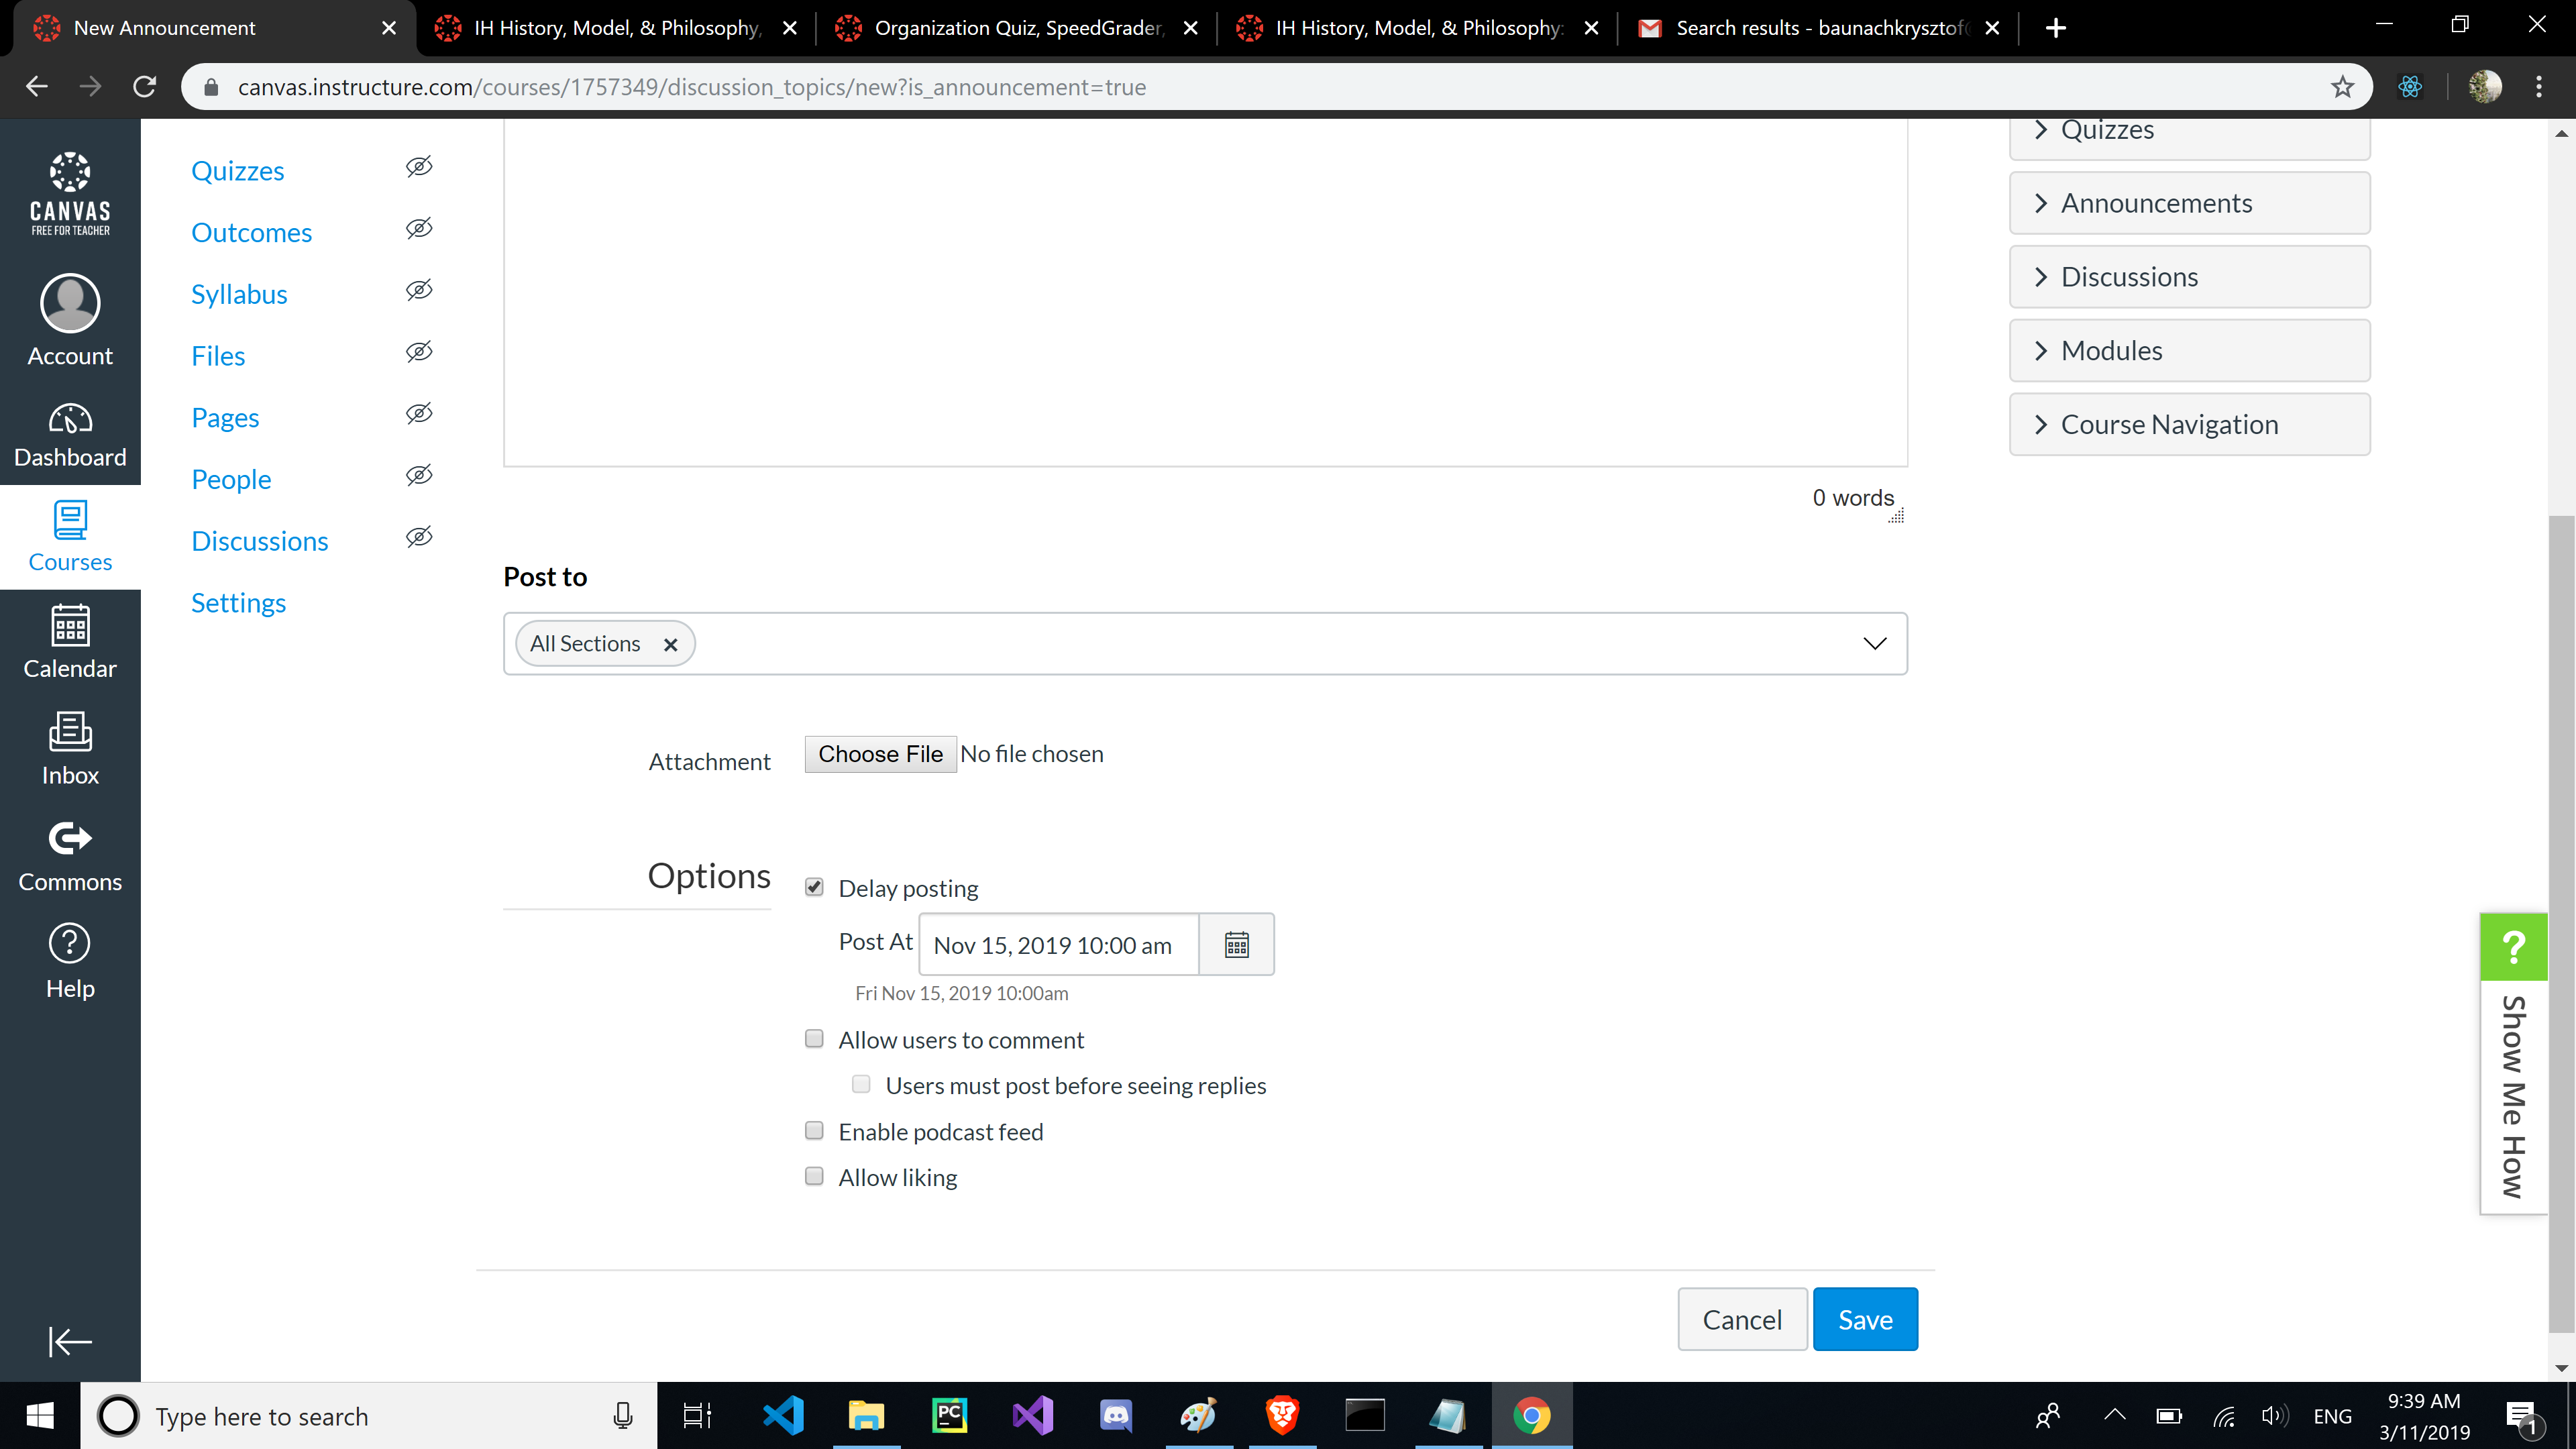 New Announcement
IH History, Model, & Philosophy,
Organization Quiz, SpeedGrader,
IH History, Model, & Philosophy:
Search results - baunachkrysztof
canvas.instructure.com/courses/1757349/discussion_topics/new?is_announcement=true
CANVAS
FREE FOR TEACHER
Account
Dashboard
Courses
Calendar
Inbox
Commons
Help
Quizzes
Outcomes
Syllabus
Files
Pages
People
Discussions
Settings
0 words
Post to
All Sections
Attachment
Choose File No file chosen
Options
Delay posting
Post At Nov 15, 2019 10:00 am
Fri Nov 15, 2019 10:00am
Allow users to comment
Users must post before seeing replies
Enable podcast feed
Allow liking
Cancel
Save
Quizzes
Announcements
Discussions
Modules
Course Navigation
?
Show Me How
Type here to search
PC
ENG
9:39 AM
3/11/2019
1